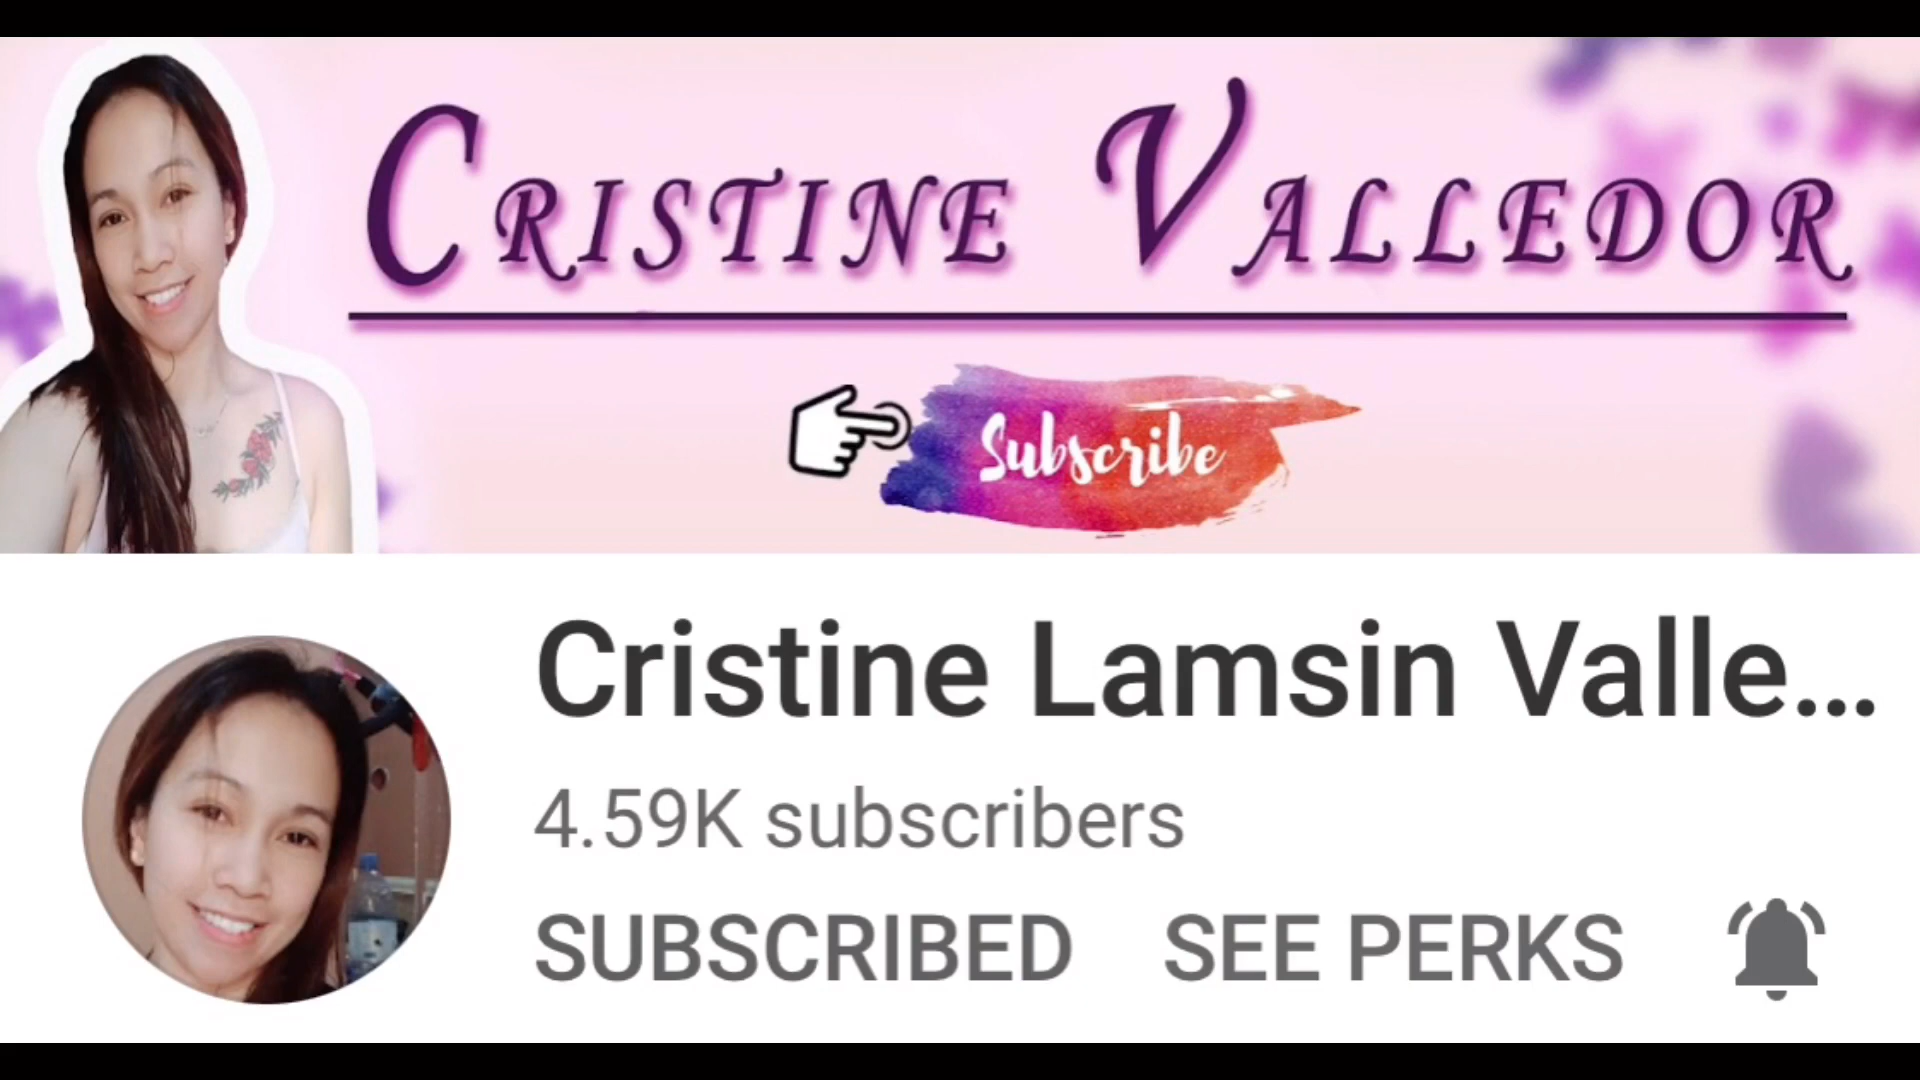 CRISTINE VALLEDOR
Subscribe
Cristine Lamsin Valle...
4.59K subscribers
SUBSCRIBED SEE PERKS